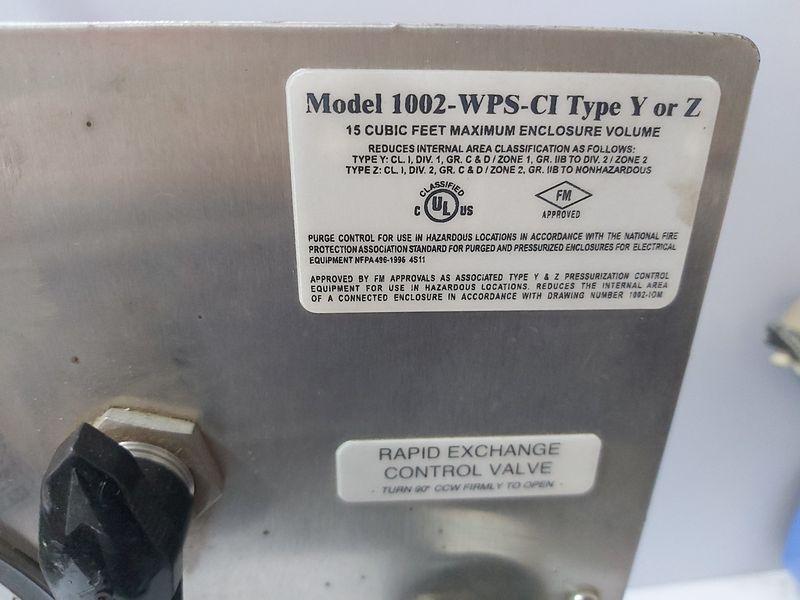 Model 1002-WPS-CI Type Y or Z
15 CUBIC FEET MAXIMUM ENCLOSURE VOLUME
REDUCES INTERNAL AREA CLASSIFICATION AS FOLLOWS:
TYPE Y: CL. I, DIV. 1, GR. C & D / ZONE 1, GR. IIB TO DIV. 2 / ZONE 2
TYPE Z: CL. I, DIV. 2, GR. C & D / ZONE 2, GR. IIB TO NONHAZARDOUS
CLASSIFIED
C UL US
FM
APPROVED
PURGE CONTROL FOR USE IN HAZARDOUS LOCATIONS IN ACCORDANCE WITH THE NATIONAL FIRE
PROTECTION ASSOCIATION STANDARD FOR PURGED AND PRESSURIZED ENCLOSURES FOR ELECTRICAL
EQUIPMENT NFPA 496-1996 4S11
APPROVED BY FM APPROVALS AS ASSOCIATED TYPE Y & Z PRESSURIZATION CONTROL
EQUIPMENT FOR USE IN HAZARDOUS LOCATIONS. REDUCES THE INTERNAL AREA
OF A CONNECTED ENCLOSURE IN ACCORDANCE WITH DRAWING NUMBER 1002-IOM
RAPID EXCHANGE
CONTROL VALVE
- TURN 90° CCW FIRMLY TO OPEN -